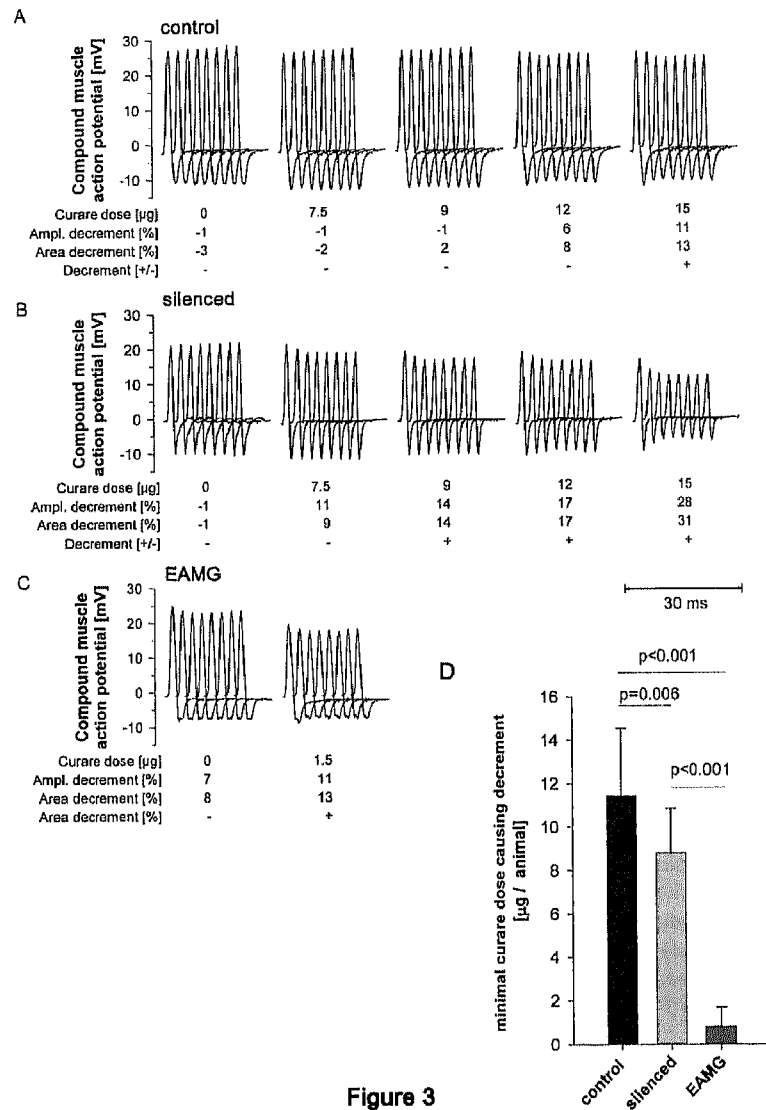 A
control
Compound muscle
action potential [mV]
30
20
10
0
-10
Curare dose [µg] 0 7.5 9 12 15
Ampl. decrement [%] -1 -1 -1 6 11
Area decrement [%] -3 -2 2 8 13
Decrement [+/-] - - - - +
B
silenced
Compound muscle
action potential [mV]
30
20
10
0
-10
Curare dose [µg] 0 7.5 9 12 15
Ampl. decrement [%] -1 11 14 17 28
Area decrement [%] -1 9 14 17 31
Decrement [+/-] - - + + +
C
EAMG
Compound muscle
action potential [mV]
30
20
10
0
-10
Curare dose [µg] 0 1.5
Ampl. decrement [%] 7 11
Area decrement [%] 8 13
Area decrement [%] - +
30 ms
D
p<0.001
p=0.006
p<0.001
minimal curare dose causing decrement
[µg / animal]
16
14
12
10
8
6
4
2
0
control
silenced
EAMG
Figure 3